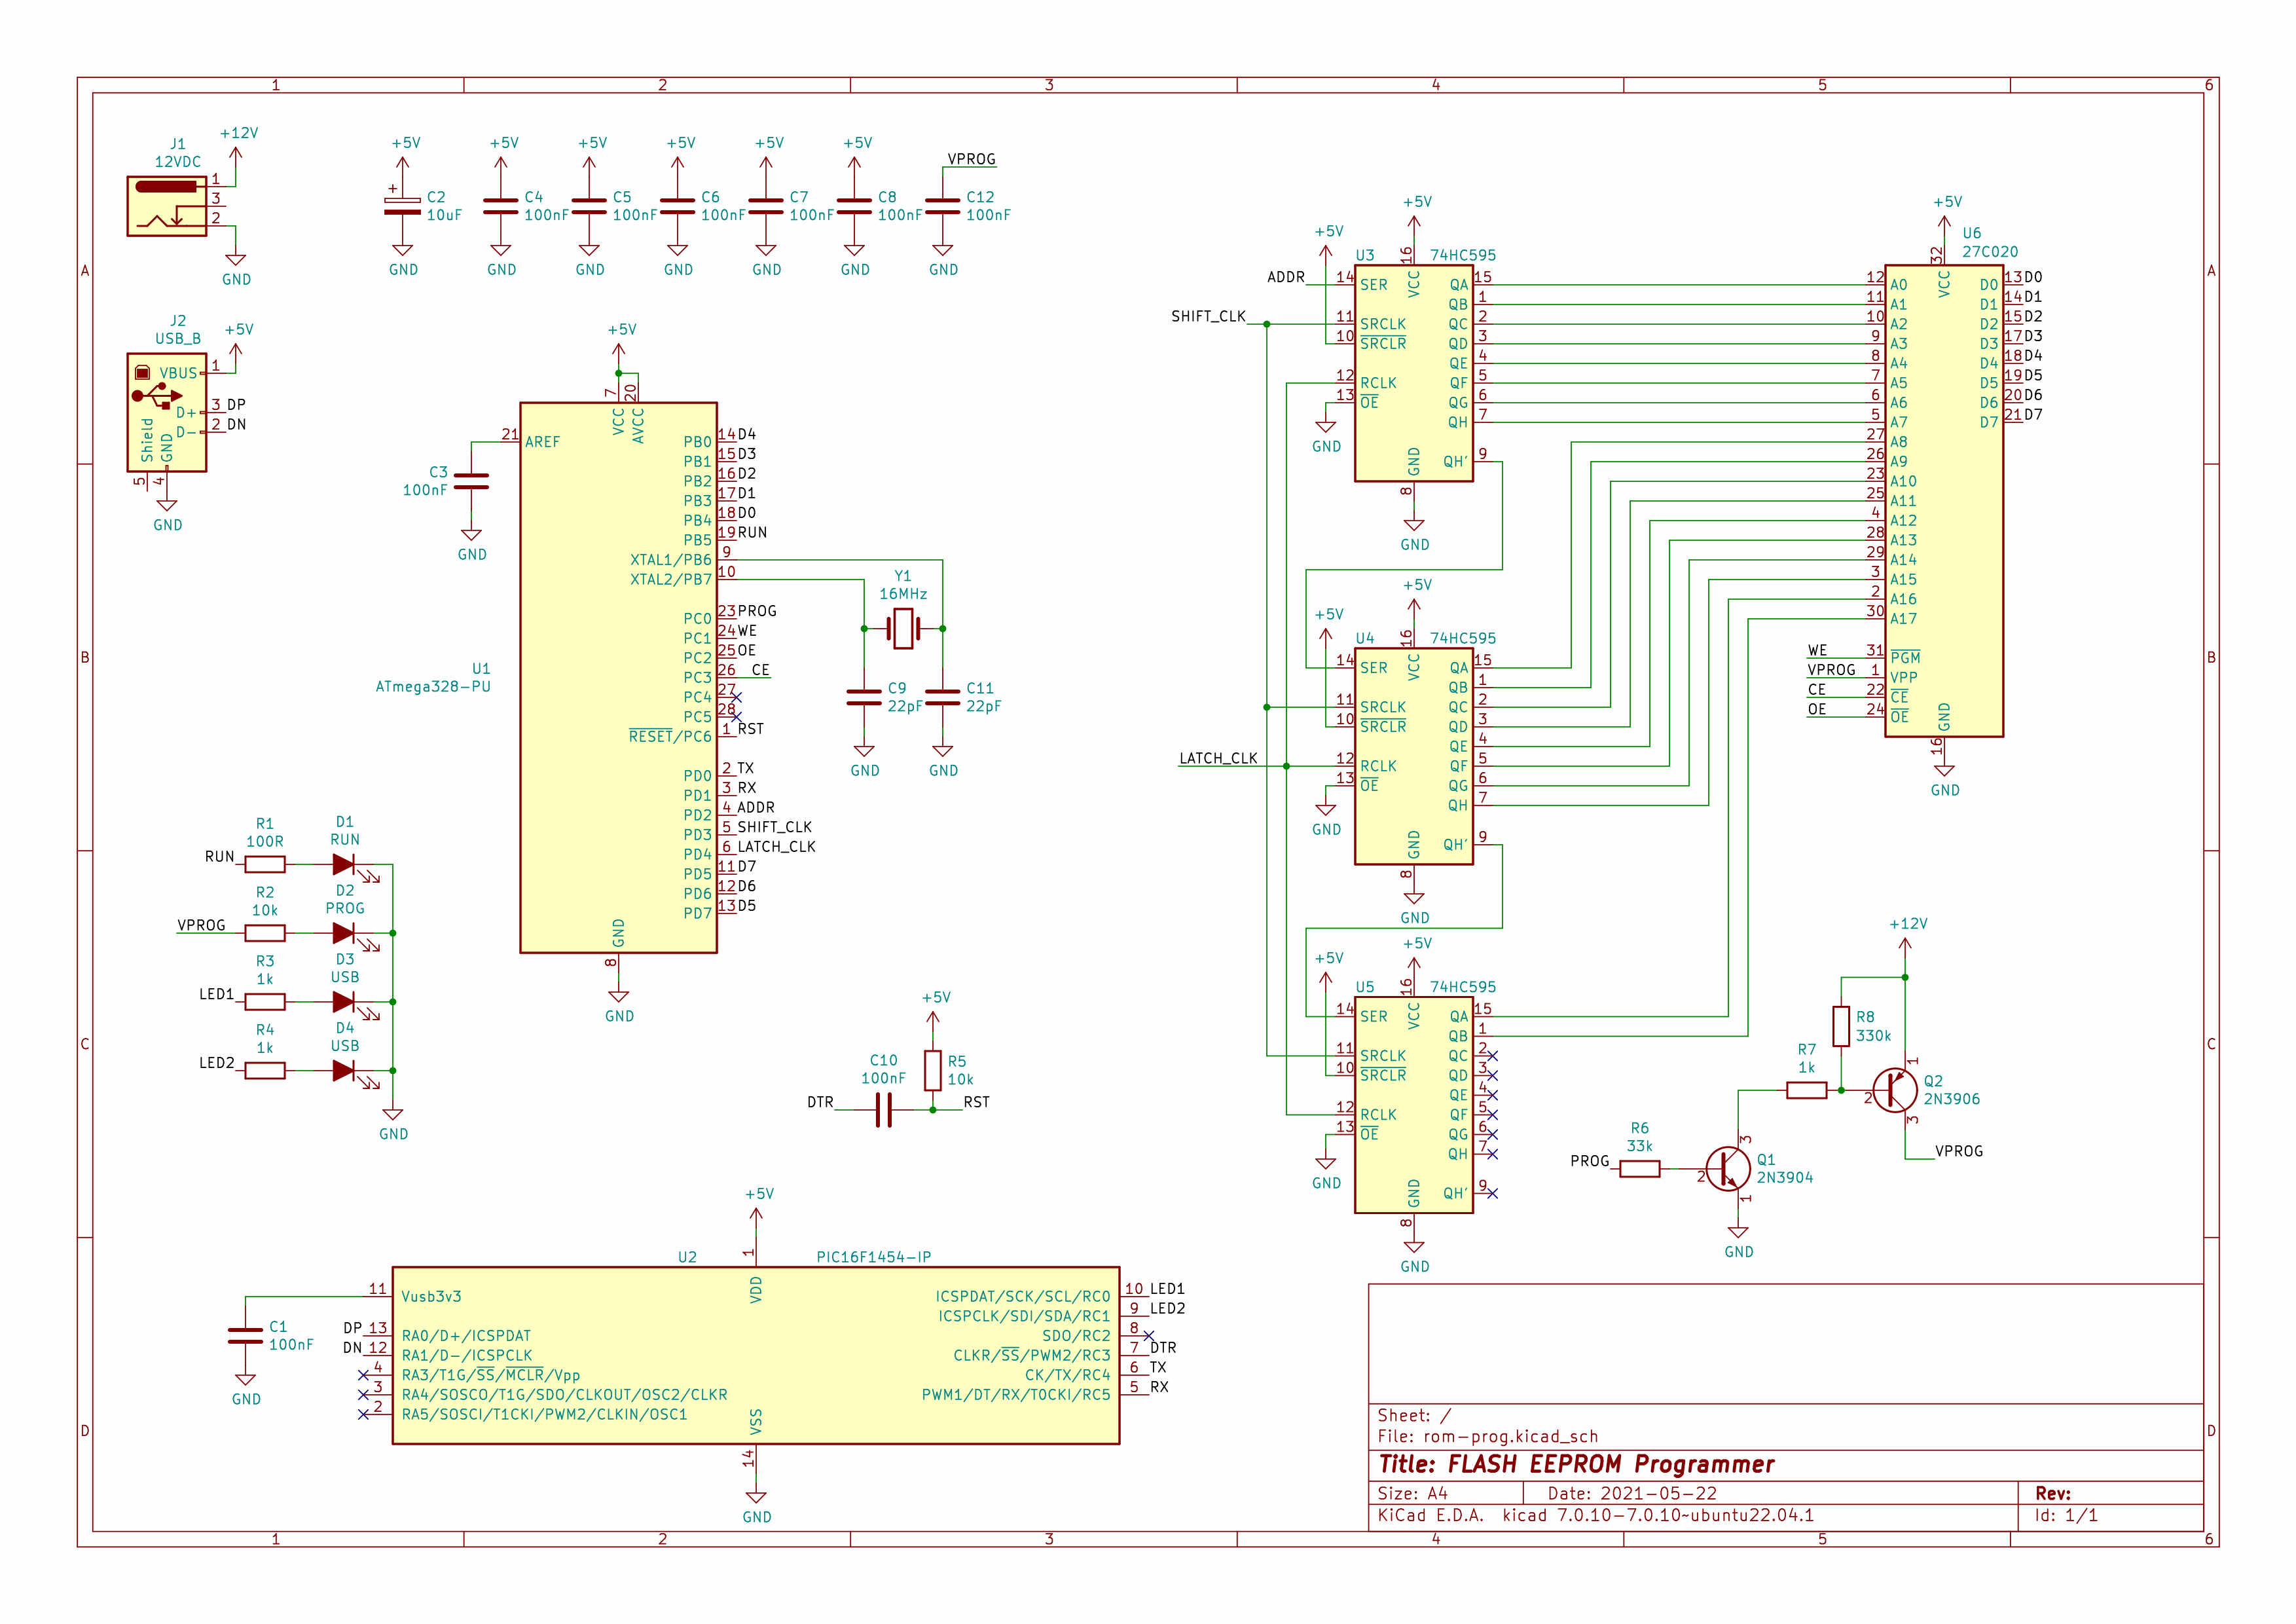 1 2 3 4 5 6
A
B
C
D
J1
12VDC
+12V
1
3
2
GND
J2
USB_B
+5V
VBUS 1
D+ 3 DP
D- 2 DN
Shield
GND
5
4
GND
+5V
+
C2
10uF
GND
+5V
C4
100nF
GND
+5V
C5
100nF
GND
+5V
C6
100nF
GND
+5V
C7
100nF
GND
+5V
C8
100nF
GND
VPROG
C12
100nF
GND
+5V
7
20
VCC
AVCC
21 AREF
C3
100nF
GND
U1
ATmega328-PU
PB0 14 D4
PB1 15 D3
PB2 16 D2
PB3 17 D1
PB4 18 D0
PB5 19 RUN
XTAL1/PB6 9
XTAL2/PB7 10
PC0 23 PROG
PC1 24 WE
PC2 25 OE
PC3 26 CE
PC4 27
PC5 28
RESET/PC6 1 RST
PD0 2 TX
PD1 3 RX
PD2 4 ADDR
PD3 5 SHIFT_CLK
PD4 6 LATCH_CLK
PD5 11 D7
PD6 12 D6
PD7 13 D5
GND
8
GND
Y1
16MHz
C9
22pF
GND
C11
22pF
GND
R1
100R
D1
RUN
RUN
R2
10k
D2
PROG
VPROG
R3
1k
D3
USB
LED1
R4
1k
D4
USB
LED2
GND
+5V
R5
10k
C10
100nF
DTR
RST
+5V
U2
PIC16F1454-IP
1
VDD
11 Vusb3v3
C1
100nF
GND
DP 13 RA0/D+/ICSPDAT
DN 12 RA1/D-/ICSPCLK
4 RA3/T1G/SS/MCLR/Vpp
3 RA4/SOSCO/T1G/SDO/CLKOUT/OSC2/CLKR
2 RA5/SOSCI/T1CKI/PWM2/CLKIN/OSC1
ICSPDAT/SCK/SCL/RC0 10 LED1
ICSPCLK/SDI/SDA/RC1 9 LED2
SDO/RC2 8
CLKR/SS/PWM2/RC3 7 DTR
CK/TX/RC4 6 TX
PWM1/DT/RX/T0CKI/RC5 5 RX
VSS
14
GND
+5V
+5V
U3
74HC595
16
VCC
ADDR 14 SER
SHIFT_CLK 11 SRCLK
10 SRCLR
12 RCLK
13 OE
GND
QA 15
QB 1
QC 2
QD 3
QE 4
QF 5
QG 6
QH 7
QH' 9
GND
8
GND
+5V
+5V
U4
74HC595
16
VCC
14 SER
11 SRCLK
10 SRCLR
LATCH_CLK 12 RCLK
13 OE
GND
QA 15
QB 1
QC 2
QD 3
QE 4
QF 5
QG 6
QH 7
QH' 9
GND
8
GND
+5V
+5V
U5
74HC595
16
VCC
14 SER
11 SRCLK
10 SRCLR
12 RCLK
13 OE
GND
QA 15
QB 1
QC 2
QD 3
QE 4
QF 5
QG 6
QH 7
QH' 9
GND
8
GND
+5V
U6
27C020
32
VCC
12 A0
11 A1
10 A2
9 A3
8 A4
7 A5
6 A6
5 A7
27 A8
26 A9
23 A10
25 A11
4 A12
28 A13
29 A14
3 A15
2 A16
30 A17
WE 31 PGM
VPROG 1 VPP
CE 22 CE
OE 24 OE
D0 13 D0
D1 14 D1
D2 15 D2
D3 17 D3
D4 18 D4
D5 19 D5
D6 20 D6
D7 21 D7
GND
16
GND
+12V
R8
330k
R7
1k
1
2
3
Q2
2N3906
VPROG
R6
33k
PROG
3
2
1
Q1
2N3904
GND
Sheet: /
File: rom-prog.kicad_sch
Title: FLASH EEPROM Programmer
Size: A4 Date: 2021-05-22 Rev:
KiCad E.D.A. kicad 7.0.10-7.0.10~ubuntu22.04.1 Id: 1/1
A
B
C
D
1 2 3 4 5 6